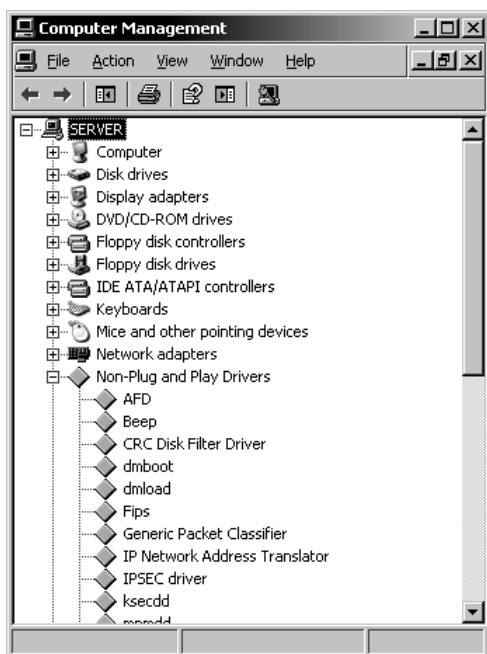 Computer Management
File Action View Window Help
SERVER
Computer
Disk drives
Display adapters
DVD/CD-ROM drives
Floppy disk controllers
Floppy disk drives
IDE ATA/ATAPI controllers
Keyboards
Mice and other pointing devices
Network adapters
Non-Plug and Play Drivers
AFD
Beep
CRC Disk Filter Driver
dmboot
dmload
Fips
Generic Packet Classifier
IP Network Address Translator
IPSEC driver
ksecdd